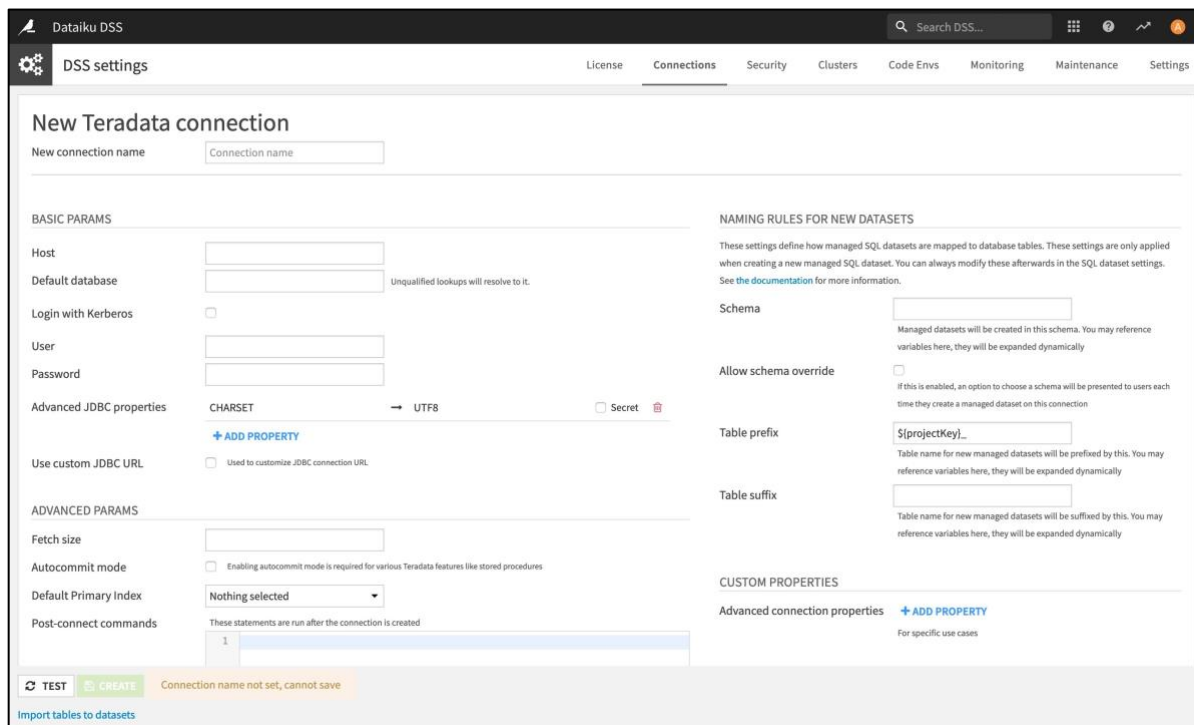 Dataiku DSS
Search DSS...
A
DSS settings
License Connections Security Clusters Code Envs Monitoring Maintenance Settings
New Teradata connection
New connection name
Connection name
BASIC PARAMS
Host
Default database
Unqualified lookups will resolve to it.
Login with Kerberos
User
Password
Advanced JDBC properties
CHARSET → UTF8
Secret
+ ADD PROPERTY
Use custom JDBC URL
Used to customize JDBC connection URL
ADVANCED PARAMS
Fetch size
Autocommit mode
Enabling autocommit mode is required for various Teradata features like stored procedures
Default Primary Index
Nothing selected
Post-connect commands
These statements are run after the connection is created
1
NAMING RULES FOR NEW DATASETS
These settings define how managed SQL datasets are mapped to database tables. These settings are only applied
when creating a new managed SQL dataset. You can always modify these afterwards in the SQL dataset settings.
See the documentation for more information.
Schema
Managed datasets will be created in this schema. You may reference
variables here, they will be expanded dynamically
Allow schema override
If this is enabled, an option to choose a schema will be presented to users each
time they create a managed dataset on this connection
Table prefix
${projectKey}_
Table name for new managed datasets will be prefixed by this. You may
reference variables here, they will be expanded dynamically
Table suffix
Table name for new managed datasets will be suffixed by this. You may
reference variables here, they will be expanded dynamically
CUSTOM PROPERTIES
Advanced connection properties
+ ADD PROPERTY
For specific use cases
TEST
CREATE
Connection name not set, cannot save
Import tables to datasets